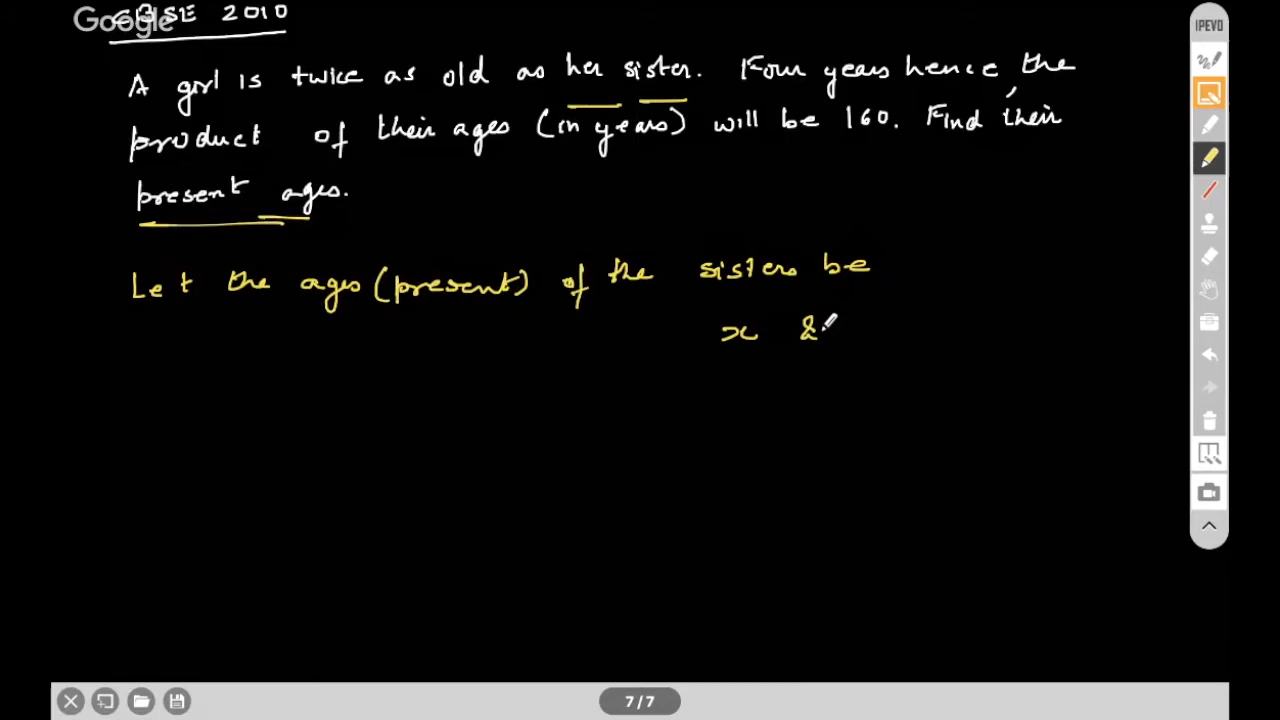 CBSE 2010
Google
A girl is twice as old as her sister. Four years hence, the
product of their ages (in years) will be 160. Find their
present ages.
Let the ages (present) of the sisters be
x &
IPEVO
7/7